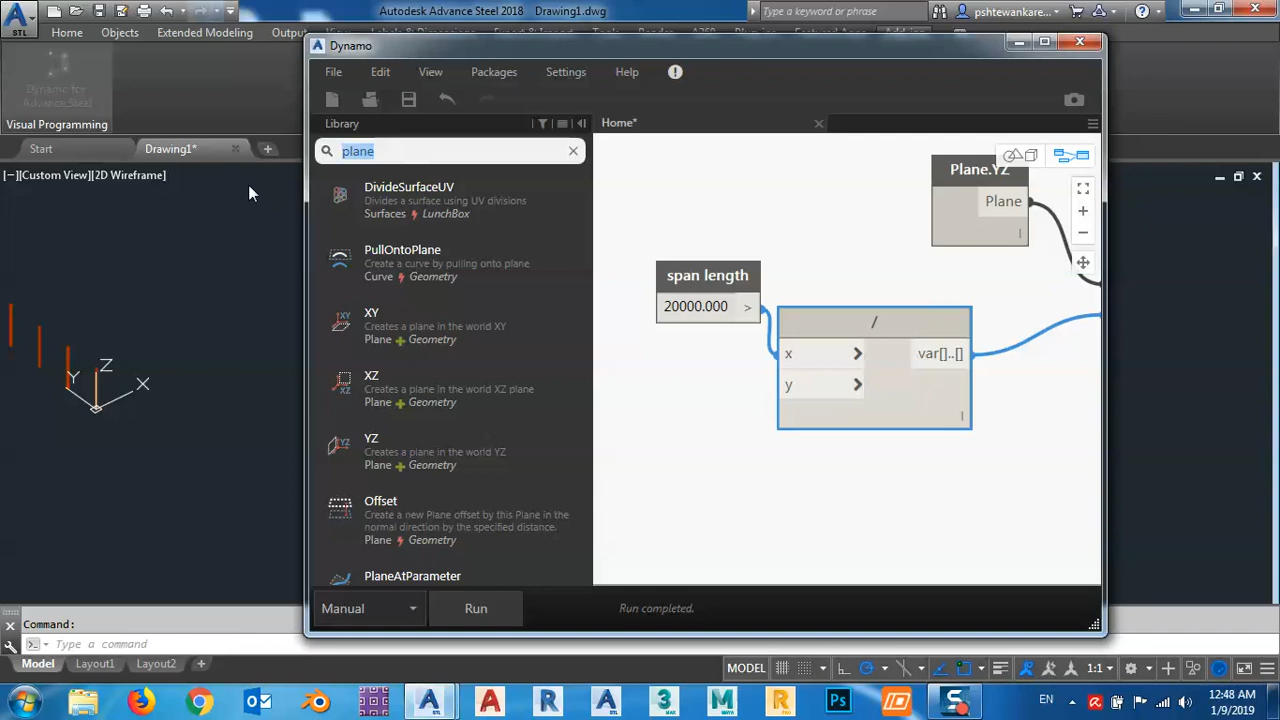 Autodesk Advance Steel 2018 Drawing1.dwg
Type a keyword or phrase
pshtewankare...
STL
Home
Objects
Extended Modeling
Output
Dynamo for
Advance Steel
Visual Programming
Start
Drawing1*
[−][Custom View][2D Wireframe]
Y
Z
X
Dynamo
File
Edit
View
Packages
Settings
Help
Library
Home*
plane
DivideSurfaceUV
Divides a surface using UV divisions
Surfaces LunchBox
PullOntoPlane
Create a curve by pulling onto plane
Curve Geometry
XY
Creates a plane in the world XY
Plane Geometry
XZ
Creates a plane in the world XZ plane
Plane Geometry
YZ
Creates a plane in the world YZ
Plane Geometry
Offset
Create a new Plane offset by this Plane in the
normal direction by the specified distance.
Plane Geometry
PlaneAtParameter
Plane.YZ
Plane
span length
20000.000 >
/
x
var[]..[]
y
Manual
Run
Run completed.
Command:
Type a command
Model
Layout1
Layout2
MODEL
1:1
EN
12:48 AM
1/9/2019